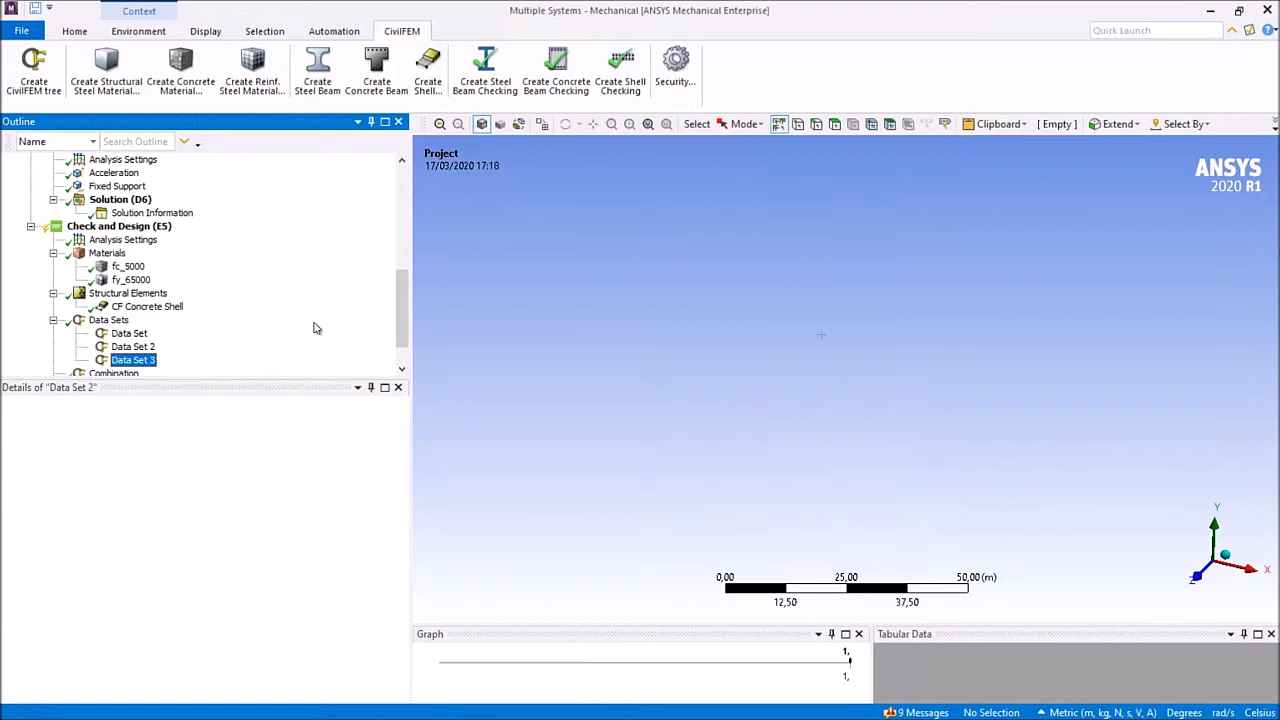 Context
Multiple Systems - Mechanical [ANSYS Mechanical Enterprise]
File Home Environment Display Selection Automation CivilFEM Quick Launch
Create CivilFEM tree
Create Structural Steel Material...
Create Concrete Material...
Create Reinf. Steel Material...
Create Steel Beam
Create Concrete Beam
Create Shell...
Create Steel Beam Checking
Create Concrete Beam Checking
Create Shell Checking
Security...
Outline
Name Search Outline
Select Mode Clipboard [ Empty ] Extend Select By
Analysis Settings
Acceleration
Fixed Support
Solution (D6)
Solution Information
Check and Design (E5)
Analysis Settings
Materials
fc_5000
fy_65000
Structural Elements
CF Concrete Shell
Data Sets
Data Set
Data Set 2
Data Set 3
Combination
Details of "Data Set 2"
Project
17/03/2020 17:18
ANSYS
2020 R1
Y
X
Z
0,00 25,00 50,00 (m)
12,50 37,50
Graph
1,
1,
Tabular Data
9 Messages No Selection Metric (m, kg, N, s, V, A) Degrees rad/s Celsius